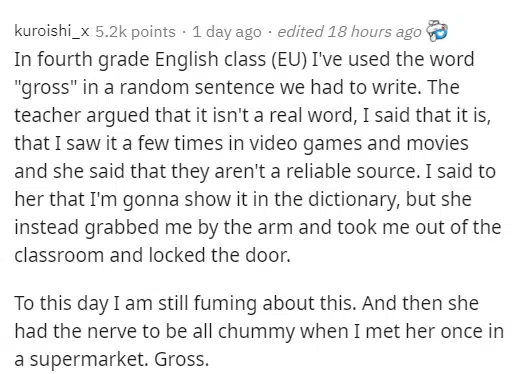 kuroishi_x 5.2k points · 1 day ago · edited 18 hours ago
In fourth grade English class (EU) I've used the word
"gross" in a random sentence we had to write. The
teacher argued that it isn't a real word, I said that it is,
that I saw it a few times in video games and movies
and she said that they aren't a reliable source. I said to
her that I'm gonna show it in the dictionary, but she
instead grabbed me by the arm and took me out of the
classroom and locked the door.
To this day I am still fuming about this. And then she
had the nerve to be all chummy when I met her once in
a supermarket. Gross.